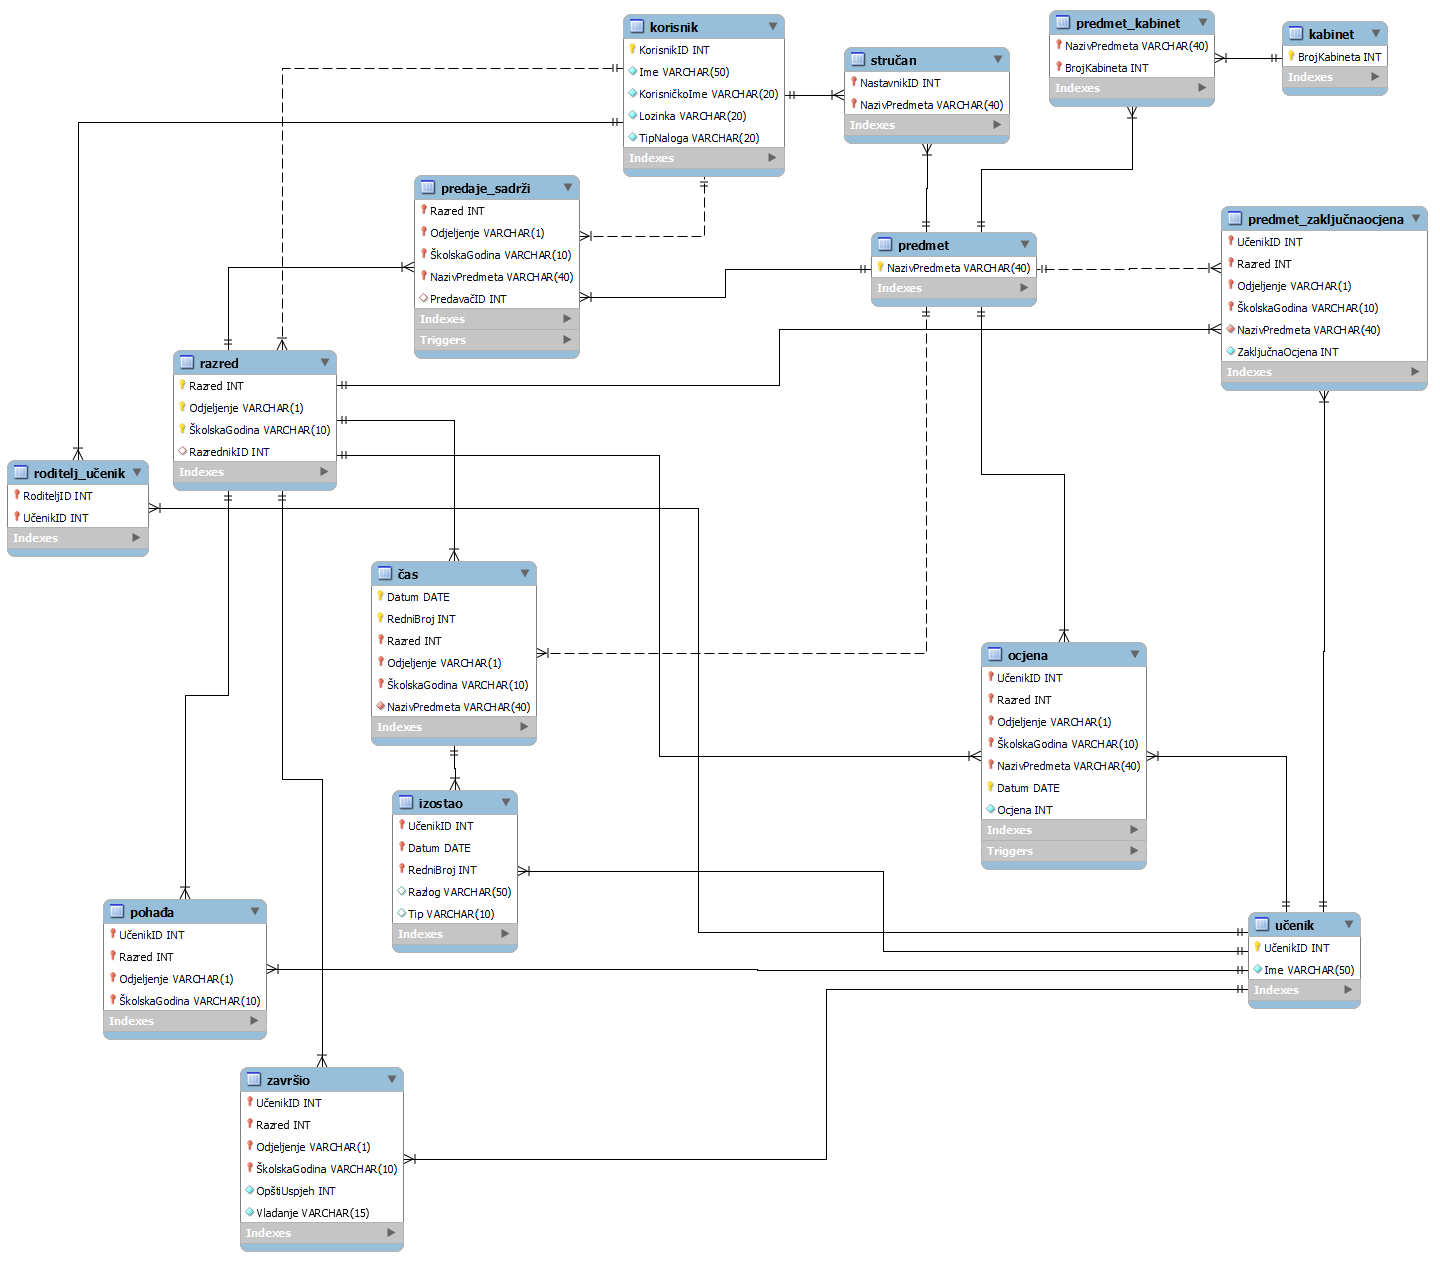 korisnik
KorisnikID INT
Ime VARCHAR(50)
KorisničkoIme VARCHAR(20)
Lozinka VARCHAR(20)
TipNaloga VARCHAR(20)
Indexes
stručan
NastavnikID INT
NazivPredmeta VARCHAR(40)
Indexes
predmet_kabinet
NazivPredmeta VARCHAR(40)
BrojKabineta INT
Indexes
kabinet
BrojKabineta INT
Indexes
predaje_sadrži
Razred INT
Odjeljenje VARCHAR(1)
ŠkolskaGodina VARCHAR(10)
NazivPredmeta VARCHAR(40)
PredavačID INT
Indexes
Triggers
predmet
NazivPredmeta VARCHAR(40)
Indexes
predmet_zaključnaocjena
UčenikID INT
Razred INT
Odjeljenje VARCHAR(1)
ŠkolskaGodina VARCHAR(10)
NazivPredmeta VARCHAR(40)
ZaključnaOcjena INT
Indexes
razred
Razred INT
Odjeljenje VARCHAR(1)
ŠkolskaGodina VARCHAR(10)
RazrednikID INT
Indexes
roditelj_učenik
RoditeljID INT
UčenikID INT
Indexes
čas
Datum DATE
RedniBroj INT
Razred INT
Odjeljenje VARCHAR(1)
ŠkolskaGodina VARCHAR(10)
NazivPredmeta VARCHAR(40)
Indexes
ocjena
UčenikID INT
Razred INT
Odjeljenje VARCHAR(1)
ŠkolskaGodina VARCHAR(10)
NazivPredmeta VARCHAR(40)
Datum DATE
Ocjena INT
Indexes
Triggers
izostao
UčenikID INT
Datum DATE
RedniBroj INT
Razlog VARCHAR(50)
Tip VARCHAR(10)
Indexes
pohađa
UčenikID INT
Razred INT
Odjeljenje VARCHAR(1)
ŠkolskaGodina VARCHAR(10)
Indexes
učenik
UčenikID INT
Ime VARCHAR(50)
Indexes
završio
UčenikID INT
Razred INT
Odjeljenje VARCHAR(1)
ŠkolskaGodina VARCHAR(10)
OpštiUspjeh INT
Vladanje VARCHAR(15)
Indexes